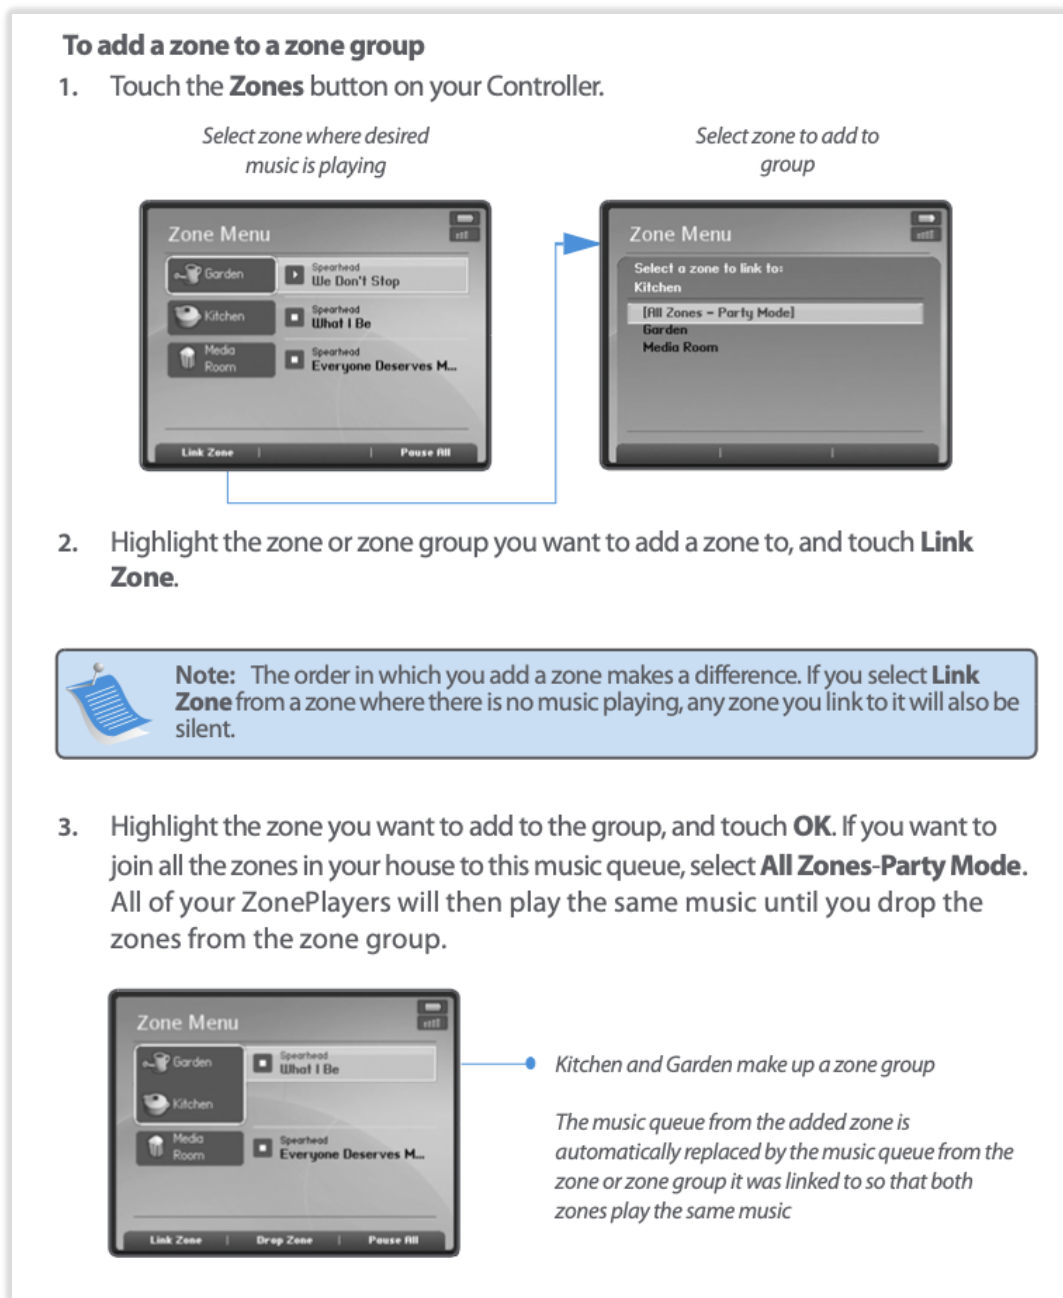 To add a zone to a zone group
1. Touch the Zones button on your Controller.
Select zone where desired
music is playing
Select zone to add to
group
Zone Menu
Garden
Spearhead
We Don't Stop
Kitchen
Spearhead
What I Be
Media
Room
Spearhead
Everyone Deserves M...
Link Zone | | Pause All
Zone Menu
Select a zone to link to:
Kitchen
[All Zones - Party Mode]
Garden
Media Room
2. Highlight the zone or zone group you want to add a zone to, and touch Link
Zone.
Note: The order in which you add a zone makes a difference. If you select Link
Zone from a zone where there is no music playing, any zone you link to it will also be
silent.
3. Highlight the zone you want to add to the group, and touch OK. If you want to
join all the zones in your house to this music queue, select All Zones-Party Mode.
All of your ZonePlayers will then play the same music until you drop the
zones from the zone group.
Zone Menu
Garden
Spearhead
What I Be
Kitchen
Media
Room
Spearhead
Everyone Deserves M...
Link Zone | Drop Zone | Pause All
Kitchen and Garden make up a zone group
The music queue from the added zone is
automatically replaced by the music queue from the
zone or zone group it was linked to so that both
zones play the same music